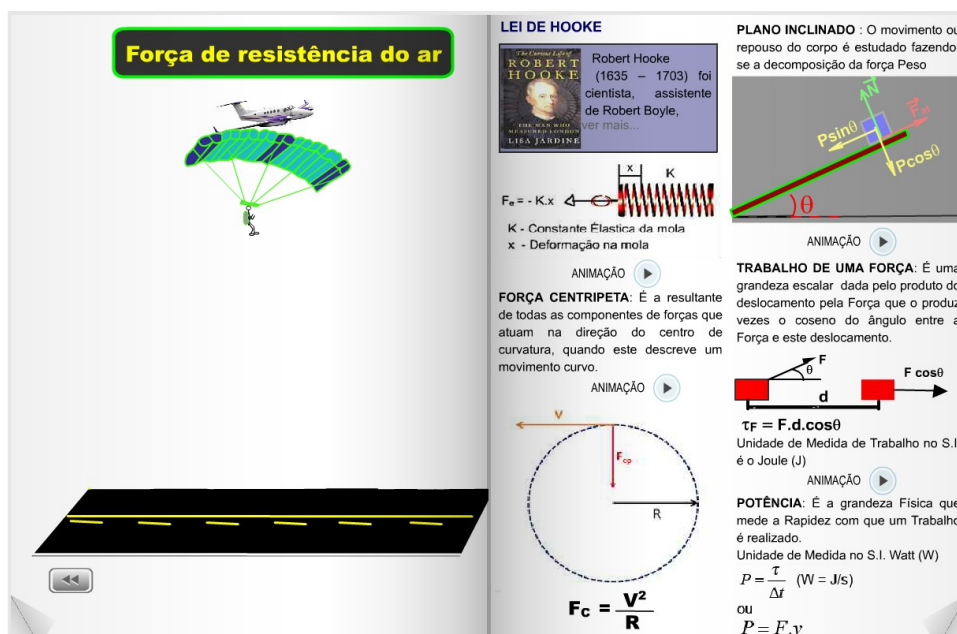 Força de resistência do ar
LEI DE HOOKE
The Curious Life of
ROBERT
HOOKE
THE MAN WHO
MEASURED LONDON
LISA JARDINE
Robert Hooke
(1635 – 1703) foi
cientista, assistente
de Robert Boyle,
ver mais...
x
K
Fe = - K.x
K - Constante Élastica da mola
x - Deformação na mola
ANIMAÇÃO
FORÇA CENTRIPETA: É a resultante
de todas as componentes de forças que
atuam na direção do centro de
curvatura, quando este descreve um
movimento curvo.
ANIMAÇÃO
V
Fcp
R
Fc = V²/R
PLANO INCLINADO : O movimento ou
repouso do corpo é estudado fazendo
se a decomposição da força Peso
N
Fat
Psinθ
Pcosθ
θ
ANIMAÇÃO
TRABALHO DE UMA FORÇA: É uma
grandeza escalar dada pelo produto do
deslocamento pela Força que o produz
vezes o coseno do ângulo entre a
Força e este deslocamento.
F
θ
F cosθ
d
τF = F.d.cosθ
Unidade de Medida de Trabalho no S.I
é o Joule (J)
ANIMAÇÃO
POTÊNCIA: É a grandeza Física que
mede a Rapidez com que um Trabalho
é realizado.
Unidade de Medida no S.I. Watt (W)
P = τ/Δt (W = J/s)
ou
P = F.v